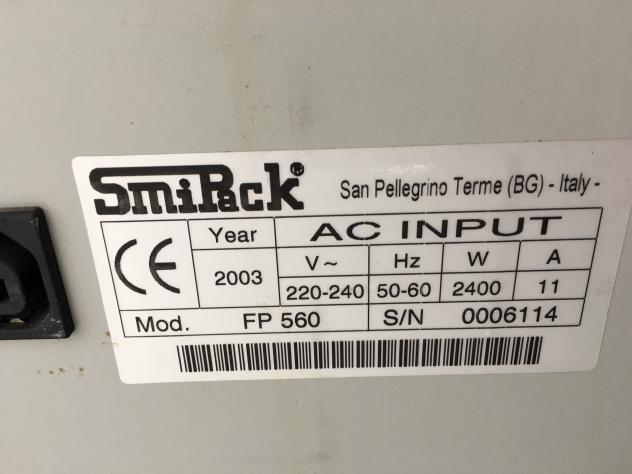 SmiPack® San Pellegrino Terme (BG) - Italy -
CE Year AC INPUT
2003 V~ Hz W A
220-240 50-60 2400 11
Mod. FP 560 S/N 0006114